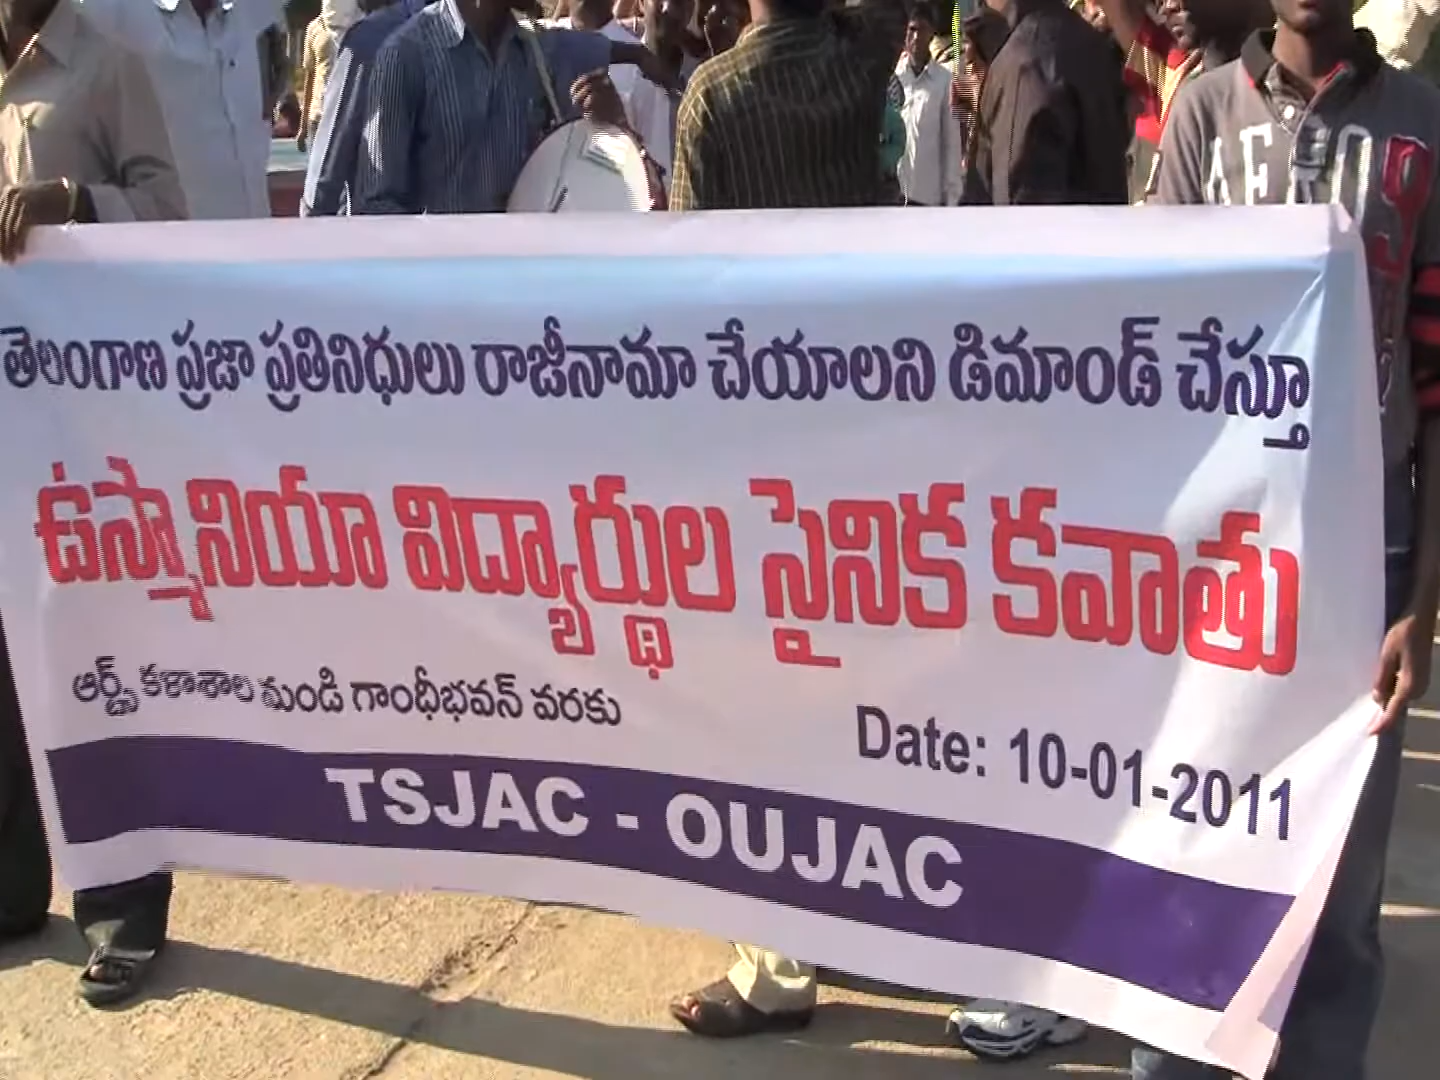 తెలంగాణ ప్రజా ప్రతినిధులు రాజీనామా చేయాలని డిమాండ్ చేస్తూ
ఉస్మానియా విద్యార్థుల సైనిక కవాతు
ఆర్ట్స్ కళాశాల నుండి గాంధీభవన్ వరకు
Date: 10-01-2011
TSJAC - OUJAC